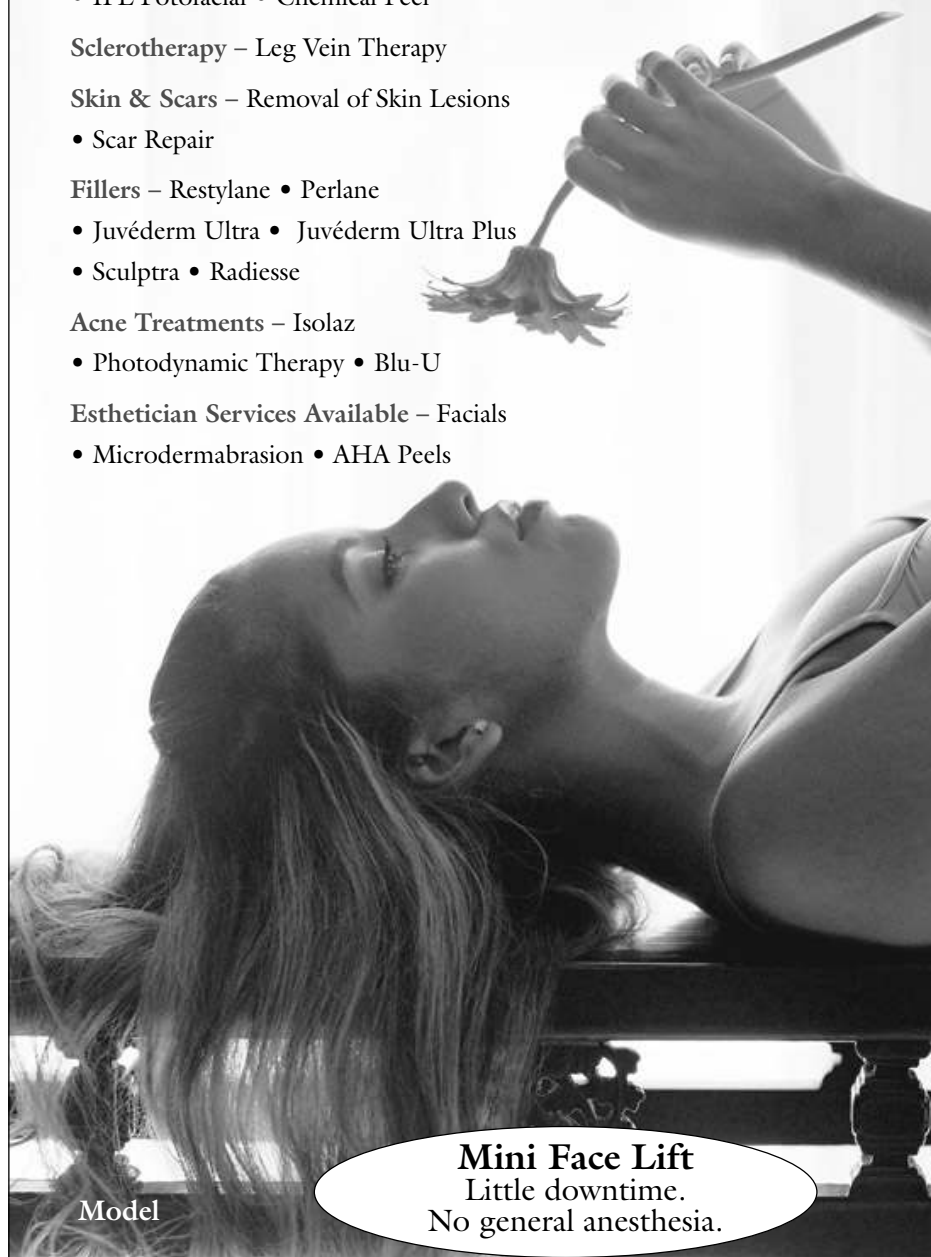 Sclerotherapy – Leg Vein Therapy
Skin & Scars – Removal of Skin Lesions
• Scar Repair
Fillers – Restylane • Perlane
• Juvéderm Ultra • Juvéderm Ultra Plus
• Sculptra • Radiesse
Acne Treatments – Isolaz
• Photodynamic Therapy • Blu-U
Esthetician Services Available – Facials
• Microdermabrasion • AHA Peels
Mini Face Lift
Little downtime.
No general anesthesia.
Model